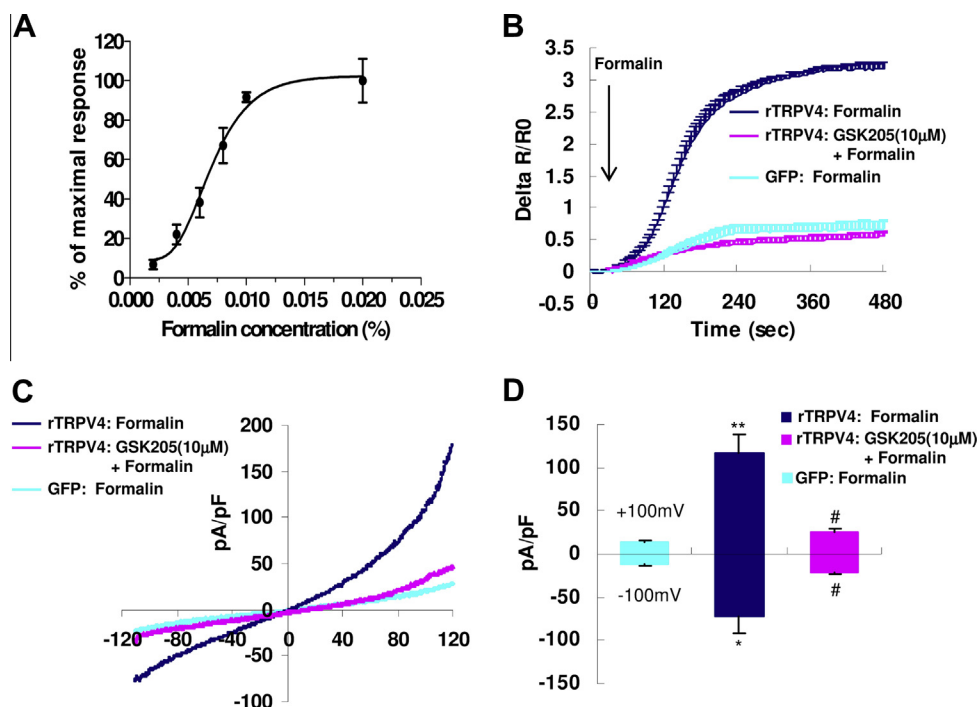 A
% of maximal response
120
100
80
60
40
20
0
0.000
0.005
0.010
0.015
0.020
0.025
Formalin concentration (%)
B
Formalin
Delta R/R0
3.5
3
2.5
2
1.5
1
0.5
0
-0.5
0
120
240
360
480
Time (sec)
rTRPV4: Formalin
rTRPV4: GSK205(10μM)
+ Formalin
GFP: Formalin
C
rTRPV4: Formalin
rTRPV4: GSK205(10μM)
+ Formalin
GFP: Formalin
pA/pF
200
150
100
50
0
-50
-100
-120
-80
-40
0
40
80
120
D
pA/pF
150
100
50
0
-50
-100
-150
+100mV
-100mV
**
*
#
#
rTRPV4: Formalin
rTRPV4: GSK205(10μM)
+ Formalin
GFP: Formalin